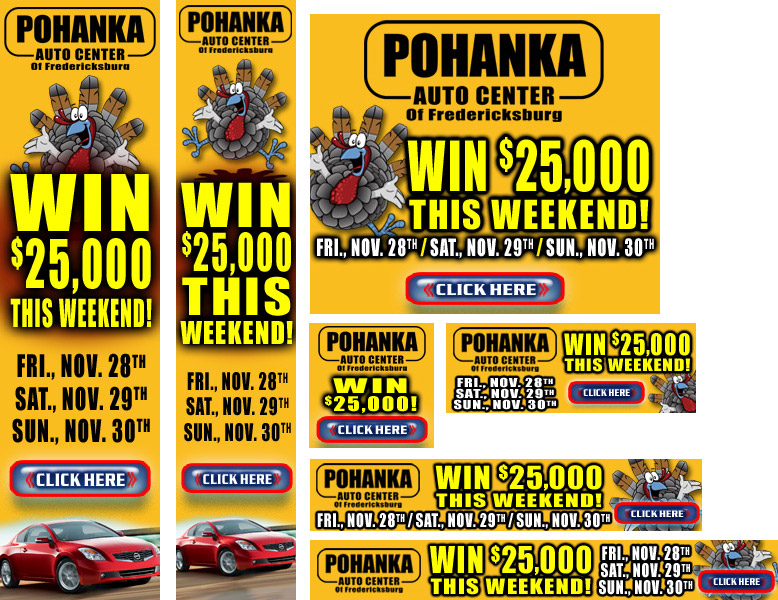 POHANKA
AUTO CENTER
Of Fredericksburg
WIN
$25,000
THIS WEEKEND!
FRI., NOV. 28TH
SAT., NOV. 29TH
SUN., NOV. 30TH
CLICK HERE
POHANKA
AUTO CENTER
Of Fredericksburg
WIN
$25,000
THIS
WEEKEND!
FRI., NOV. 28TH
SAT., NOV. 29TH
SUN., NOV. 30TH
CLICK HERE
POHANKA
AUTO CENTER
Of Fredericksburg
WIN $25,000
THIS WEEKEND!
FRI., NOV. 28TH / SAT., NOV. 29TH / SUN., NOV. 30TH
CLICK HERE
POHANKA
AUTO CENTER
Of Fredericksburg
WIN
$25,000!
CLICK HERE
POHANKA
AUTO CENTER
Of Fredericksburg
WIN $25,000
THIS WEEKEND!
FRI., NOV. 28TH
SAT., NOV. 29TH
SUN., NOV. 30TH
CLICK HERE
POHANKA
AUTO CENTER
Of Fredericksburg
WIN $25,000
THIS WEEKEND!
FRI., NOV. 28TH / SAT., NOV. 29TH / SUN., NOV. 30TH
CLICK HERE
POHANKA
AUTO CENTER
Of Fredericksburg
WIN $25,000
THIS WEEKEND!
FRI., NOV. 28TH
SAT., NOV. 29TH
SUN., NOV. 30TH
CLICK HERE